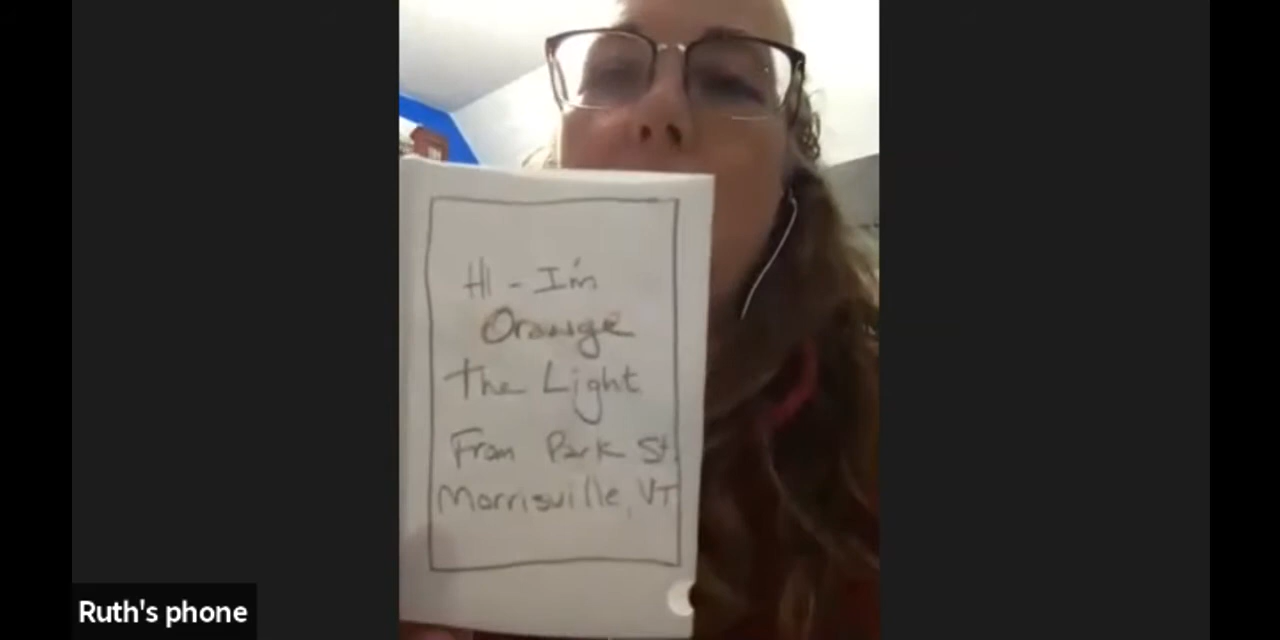 HI - I'm
Orange
The Light
From Park St.
Morrisville, VT
Ruth's phone